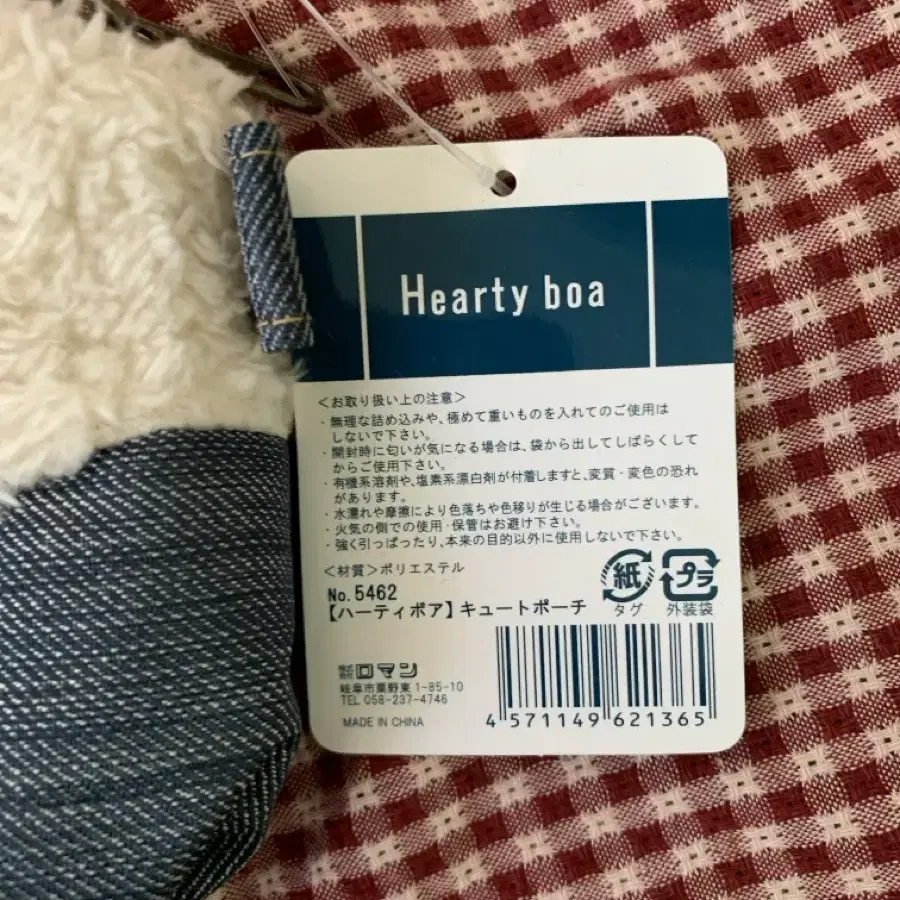 Hearty boa
＜お取り扱い上の注意＞
・無理な詰め込みや、極めて重いものを入れてのご使用は
しないで下さい。
・開封時に匂いが気になる場合は、袋から出してしばらくして
からご使用下さい。
・有機系溶剤や、塩素系漂白剤が付着しますと、変質・変色の恐れ
があります。
・水濡れや摩擦により色落ちや色移りが生じる場合がございます。
・火気の側での使用・保管はお避け下さい。
・強く引っぱったり、本来の目的以外に使用しないで下さい。
＜材質＞ポリエステル
No. 5462
【ハーティボア】キュートポーチ
紙
タグ
プラ
外装袋
株式会社ロマン
岐阜市粟野東 1-85-10
TEL 058-237-4746
MADE IN CHINA
4 571149 621365